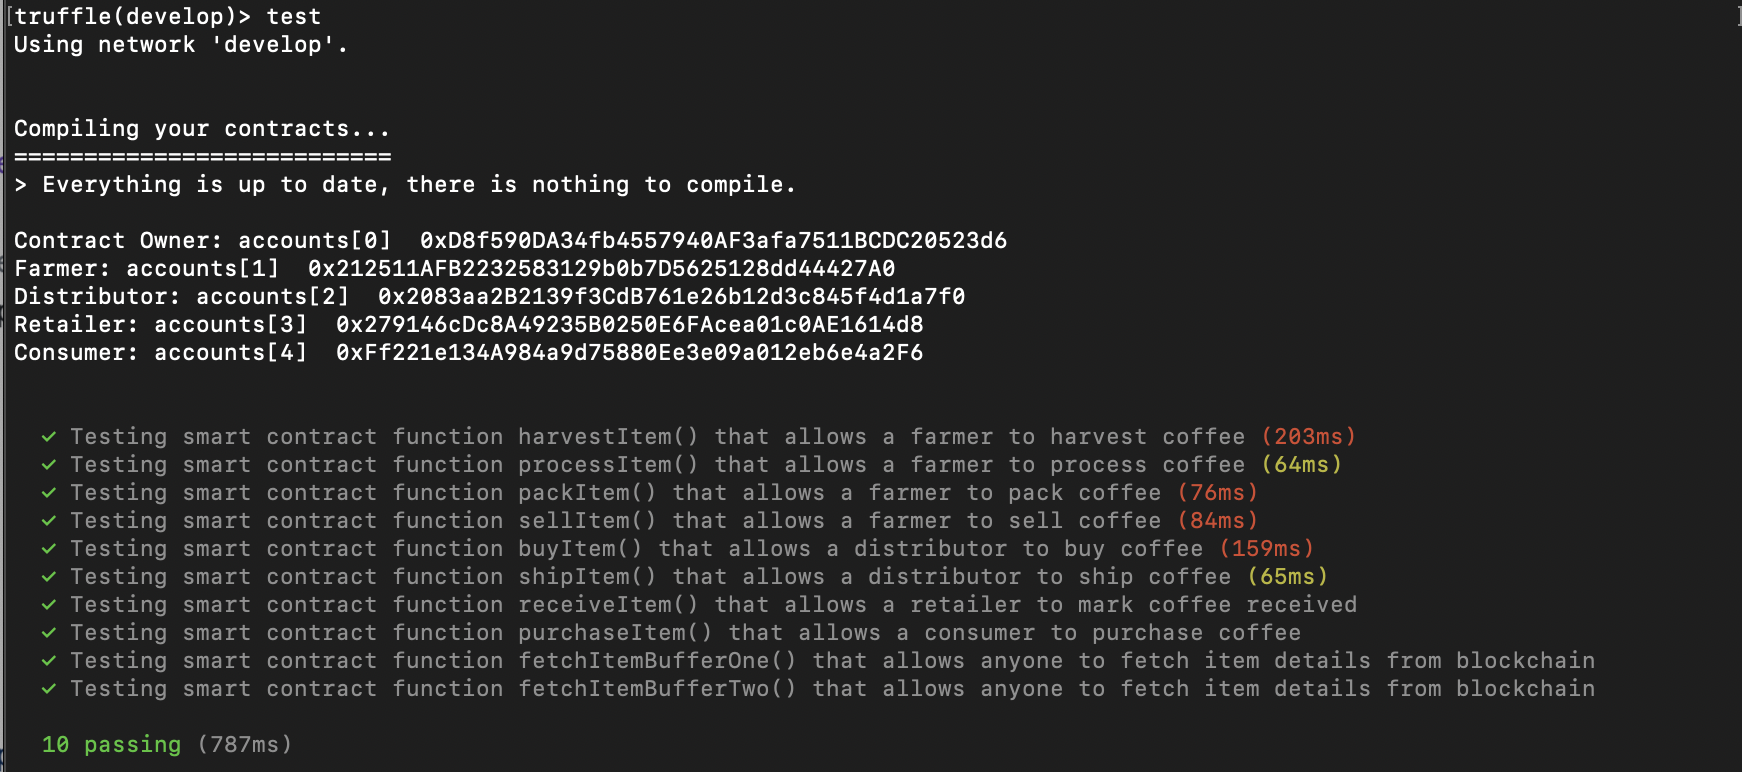 [truffle(develop)> test ]
Using network 'develop'.
Compiling your contracts...
===========================
> Everything is up to date, there is nothing to compile.
Contract Owner: accounts[0]  0xD8f590DA34fb4557940AF3afa7511BCDC20523d6
Farmer: accounts[1]  0x212511AFB2232583129b0b7D5625128dd44427A0
Distributor: accounts[2]  0x2083aa2B2139f3CdB761e26b12d3c845f4d1a7f0
Retailer: accounts[3]  0x279146cDc8A49235B0250E6FAcea01c0AE1614d8
Consumer: accounts[4]  0xFf221e134A984a9d75880Ee3e09a012eb6e4a2F6
✓ Testing smart contract function harvestItem() that allows a farmer to harvest coffee (203ms)
✓ Testing smart contract function processItem() that allows a farmer to process coffee (64ms)
✓ Testing smart contract function packItem() that allows a farmer to pack coffee (76ms)
✓ Testing smart contract function sellItem() that allows a farmer to sell coffee (84ms)
✓ Testing smart contract function buyItem() that allows a distributor to buy coffee (159ms)
✓ Testing smart contract function shipItem() that allows a distributor to ship coffee (65ms)
✓ Testing smart contract function receiveItem() that allows a retailer to mark coffee received
✓ Testing smart contract function purchaseItem() that allows a consumer to purchase coffee
✓ Testing smart contract function fetchItemBufferOne() that allows anyone to fetch item details from blockchain
✓ Testing smart contract function fetchItemBufferTwo() that allows anyone to fetch item details from blockchain
10 passing (787ms)